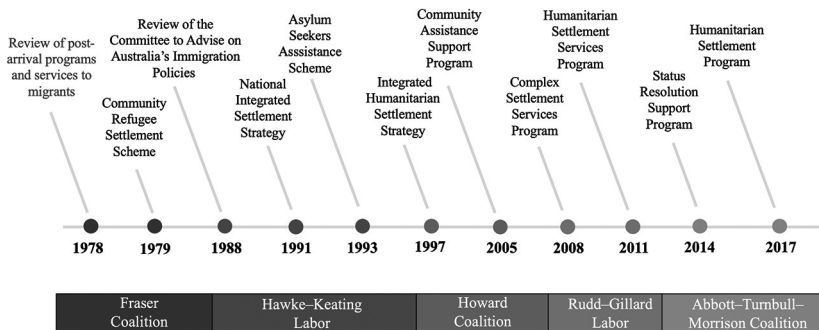 Review of post-
arrival programs
and services to
migrants
Community
Refugee
Settlement
Scheme
Review of the
Committee to Advise on
Australia's Immigration
Policies
National
Integrated
Settlement
Strategy
Asylum
Seekers
Asssistance
Scheme
Integrated
Humanitarian
Settlement
Strategy
Community
Assistance
Support
Program
Complex
Settlement
Services
Program
Humanitarian
Settlement
Services
Program
Status
Resolution
Support
Program
Humanitarian
Settlement
Program
1978 1979 1988 1991 1993 1997 2005 2008 2011 2014 2017
Fraser
Coalition
Hawke–Keating
Labor
Howard
Coalition
Rudd–Gillard
Labor
Abbott–Turnbull–
Morrison Coalition